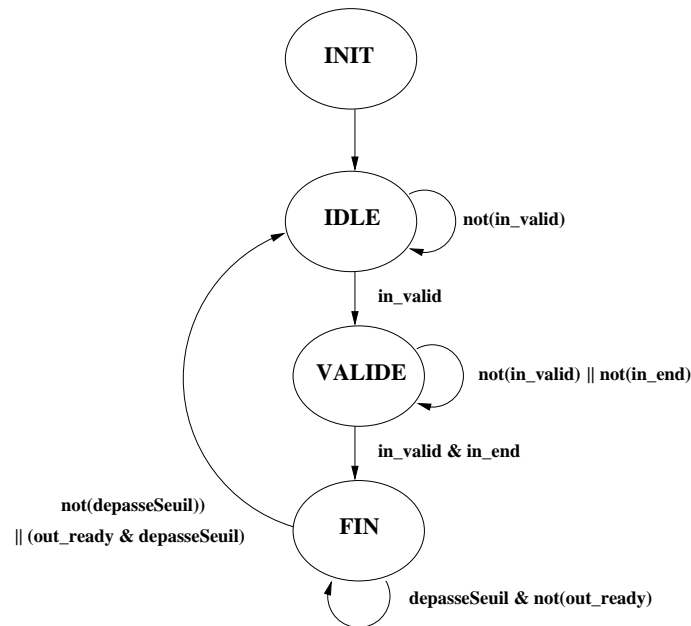 INIT
IDLE
not(in_valid)
in_valid
VALIDE
not(in_valid) || not(in_end)
in_valid & in_end
not(depasseSeuil))
|| (out_ready & depasseSeuil)
FIN
depasseSeuil & not(out_ready)